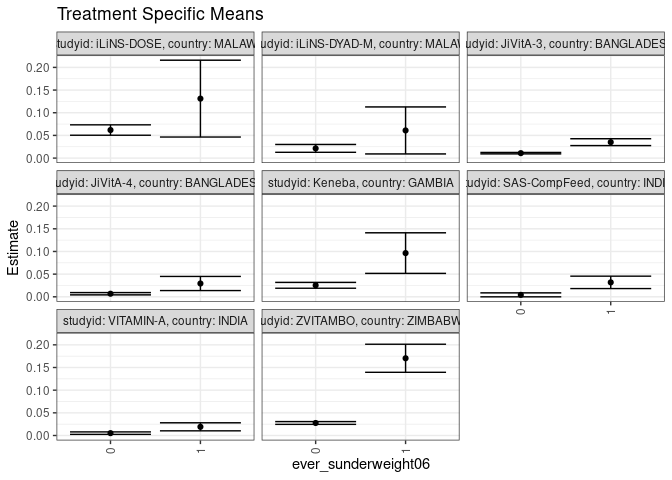 Treatment Specific Means
tudyid: iLiNS-DOSE, country: MALAW
udyid: iLiNS-DYAD-M, country: MALAW
udyid: JiVitA-3, country: BANGLADES
0.20
0.15
0.10
0.05
0.00
udyid: JiVitA-4, country: BANGLADES
studyid: Keneba, country: GAMBIA
tudyid: SAS-CompFeed, country: INDI
0.20
0.15
0.10
0.05
0.00
Estimate
0
1
studyid: VITAMIN-A, country: INDIA
udyid: ZVITAMBO, country: ZIMBABW
0.20
0.15
0.10
0.05
0.00
0
1
0
1
ever_sunderweight06